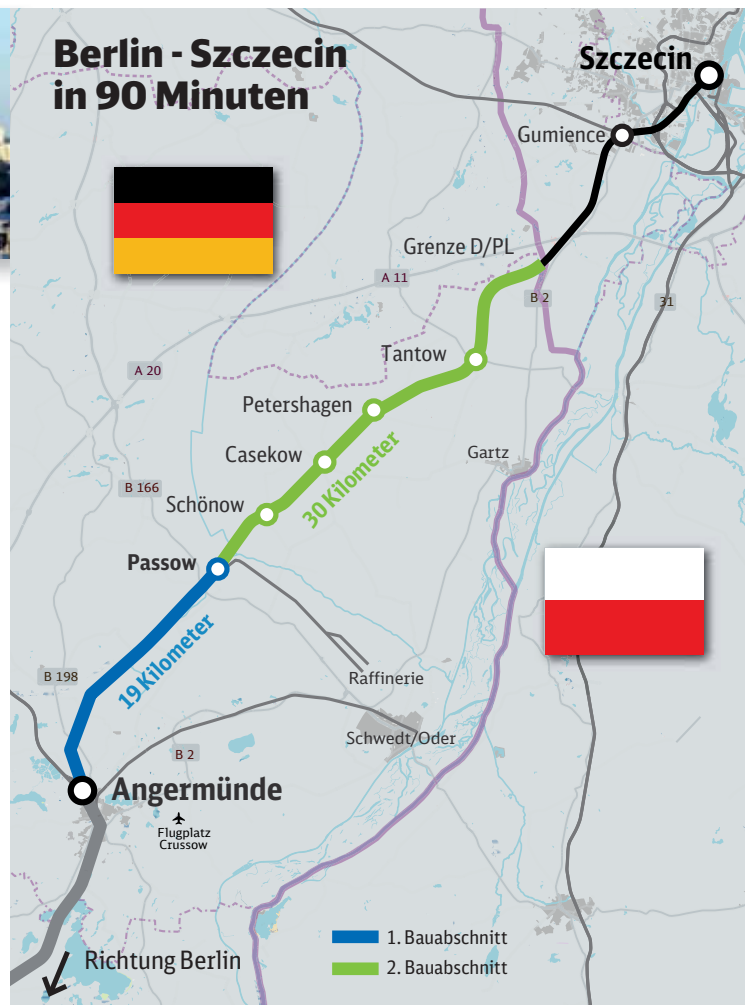 Berlin - Szczecin
in 90 Minuten
Szczecin
Gumience
Grenze D/PL
A 11
B 2
31
Tantow
A 20
Petershagen
Casekow
Gartz
30 Kilometer
B 166
Schönow
Passow
19 Kilometer
B 198
Raffinerie
Schwedt/Oder
B 2
Angermünde
Flugplatz
Crussow
1. Bauabschnitt
Richtung Berlin
2. Bauabschnitt